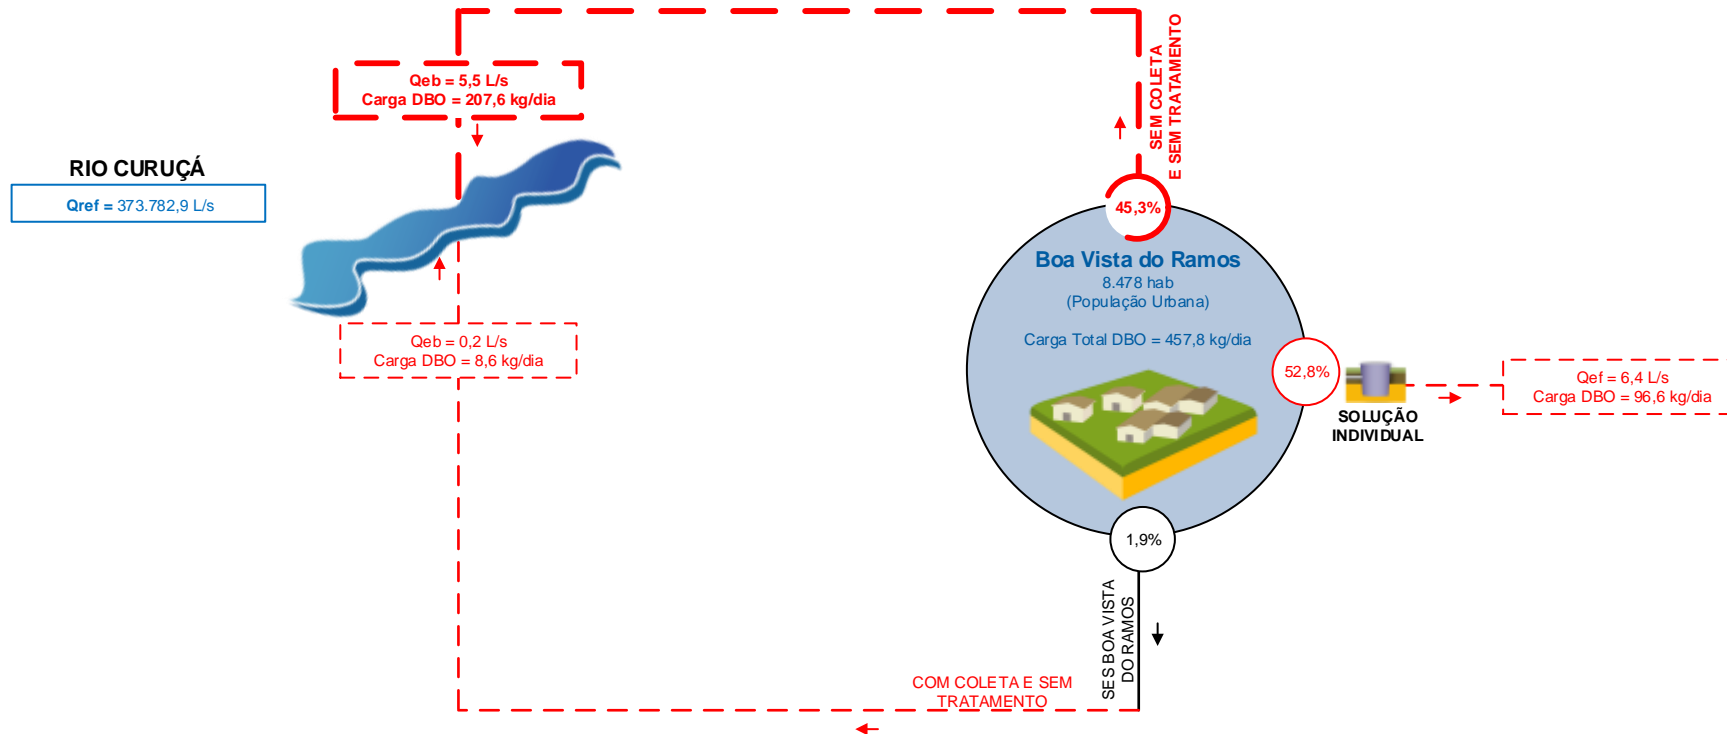 Qeb = 5,5 L/s
Carga DBO = 207,6 kg/dia
SEM COLETA
E SEM TRATAMENTO
RIO CURUÇÁ
Qref = 373.782,9 L/s
45,3%
Boa Vista do Ramos
8.478 hab
(População Urbana)
Carga Total DBO = 457,8 kg/dia
Qeb = 0,2 L/s
Carga DBO = 8,6 kg/dia
52,8%
SOLUÇÃO
INDIVIDUAL
Qef = 6,4 L/s
Carga DBO = 96,6 kg/dia
1,9%
SES BOA VISTA
DO RAMOS
COM COLETA E SEM
TRATAMENTO